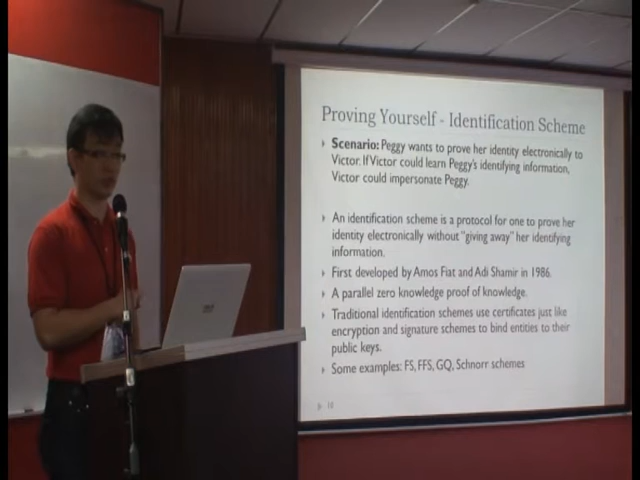 Proving Yourself - Identification Scheme
Scenario: Peggy wants to prove her identity electronically to
Victor. If Victor could learn Peggy's identifying information,
Victor could impersonate Peggy.
An identification scheme is a protocol for one to prove her
identity electronically without "giving away" her identifying
information.
First developed by Amos Fiat and Adi Shamir in 1986.
A parallel zero knowledge proof of knowledge.
Traditional identification schemes use certificates just like
encryption and signature schemes to bind entities to their
public keys.
Some examples: FS, FFS, GQ, Schnorr schemes